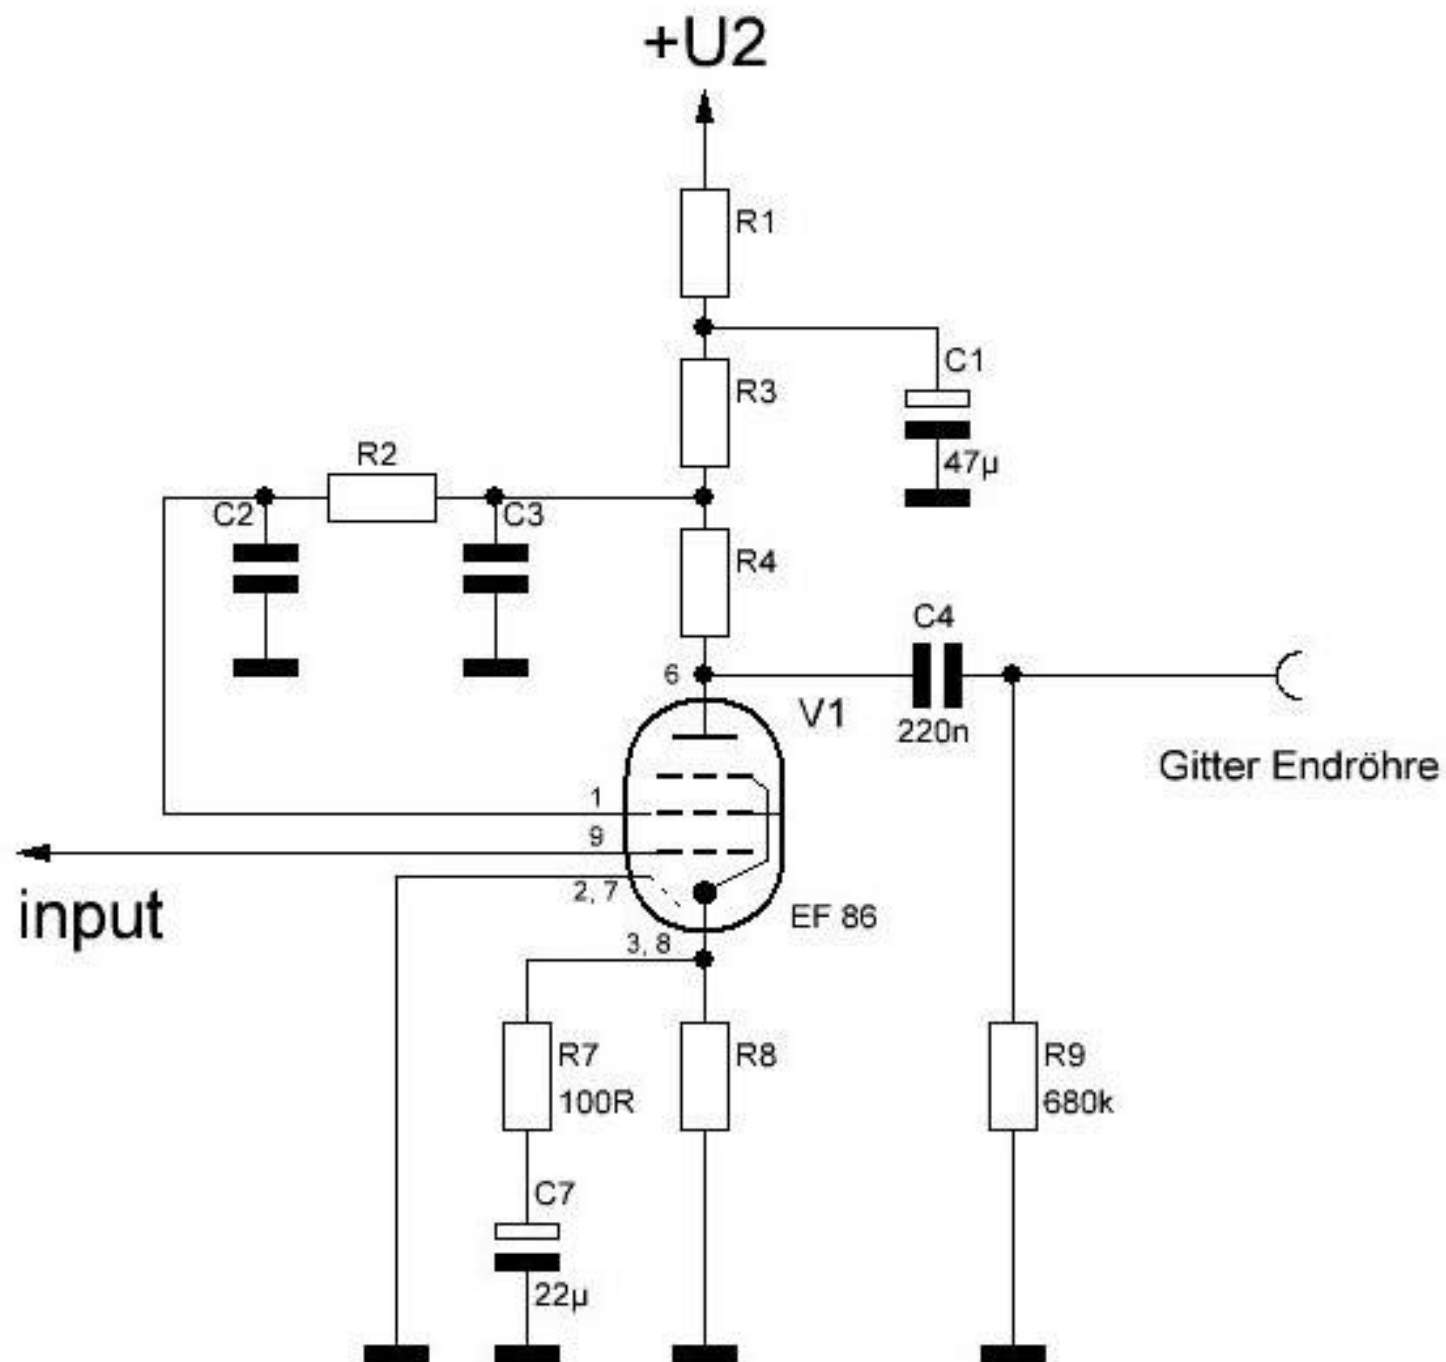 +U2
R1
C1
R3
47µ
R2
C2
C3
R4
C4
6
V1
220n
Gitter Endröhre
1
9
input
2, 7
EF 86
3, 8
R7
100R
R8
R9
680k
C7
22µ